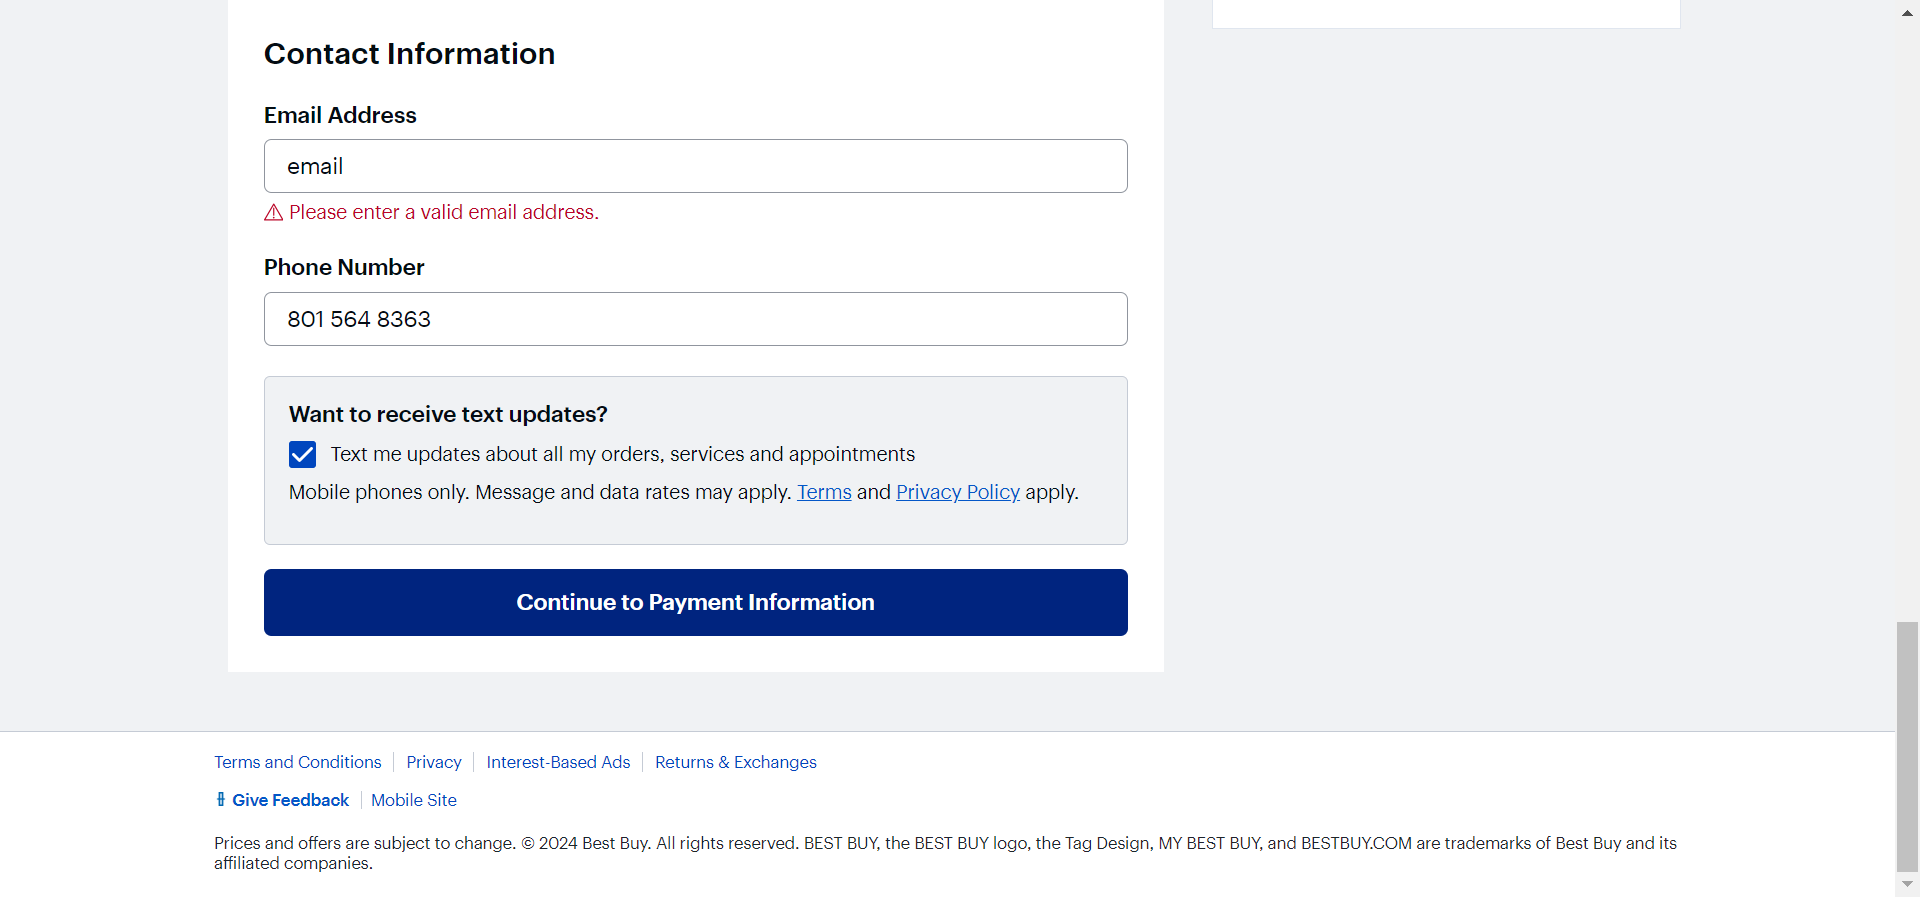 Contact Information
Email Address
email
Please enter a valid email address.
Phone Number
801 564 8363
Want to receive text updates?
Text me updates about all my orders, services and appointments
Mobile phones only. Message and data rates may apply. Terms and Privacy Policy apply.
Continue to Payment Information
Terms and Conditions Privacy Interest-Based Ads Returns & Exchanges
Give Feedback Mobile Site
Prices and offers are subject to change. © 2024 Best Buy. All rights reserved. BEST BUY, the BEST BUY logo, the Tag Design, MY BEST BUY, and BESTBUY.COM are trademarks of Best Buy and its
affiliated companies.